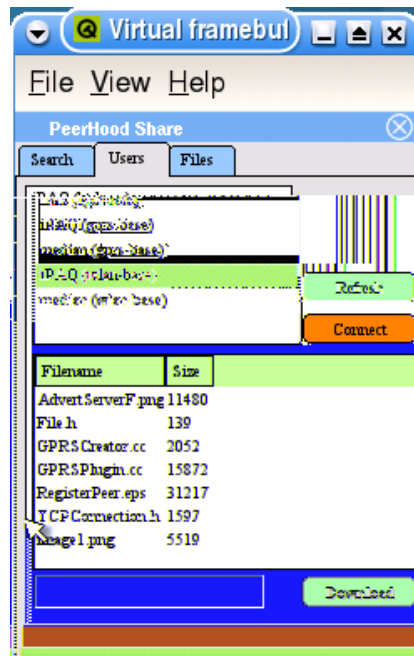 Virtual framebuf
File View Help
PeerHood Share
Search Users Files
iPAQ (gprs-base)
median (gprs-base)
iPAQ (wlan-base)
median (wlan-base)
Refresh
Connect
Filename Size
AdvertServerF.png 11480
File.h 139
GPRSCreator.cc 2052
GPRSPlugin.cc 15872
RegisterPeer.eps 31217
TCPConnection.h 1597
image1.png 5519
Download